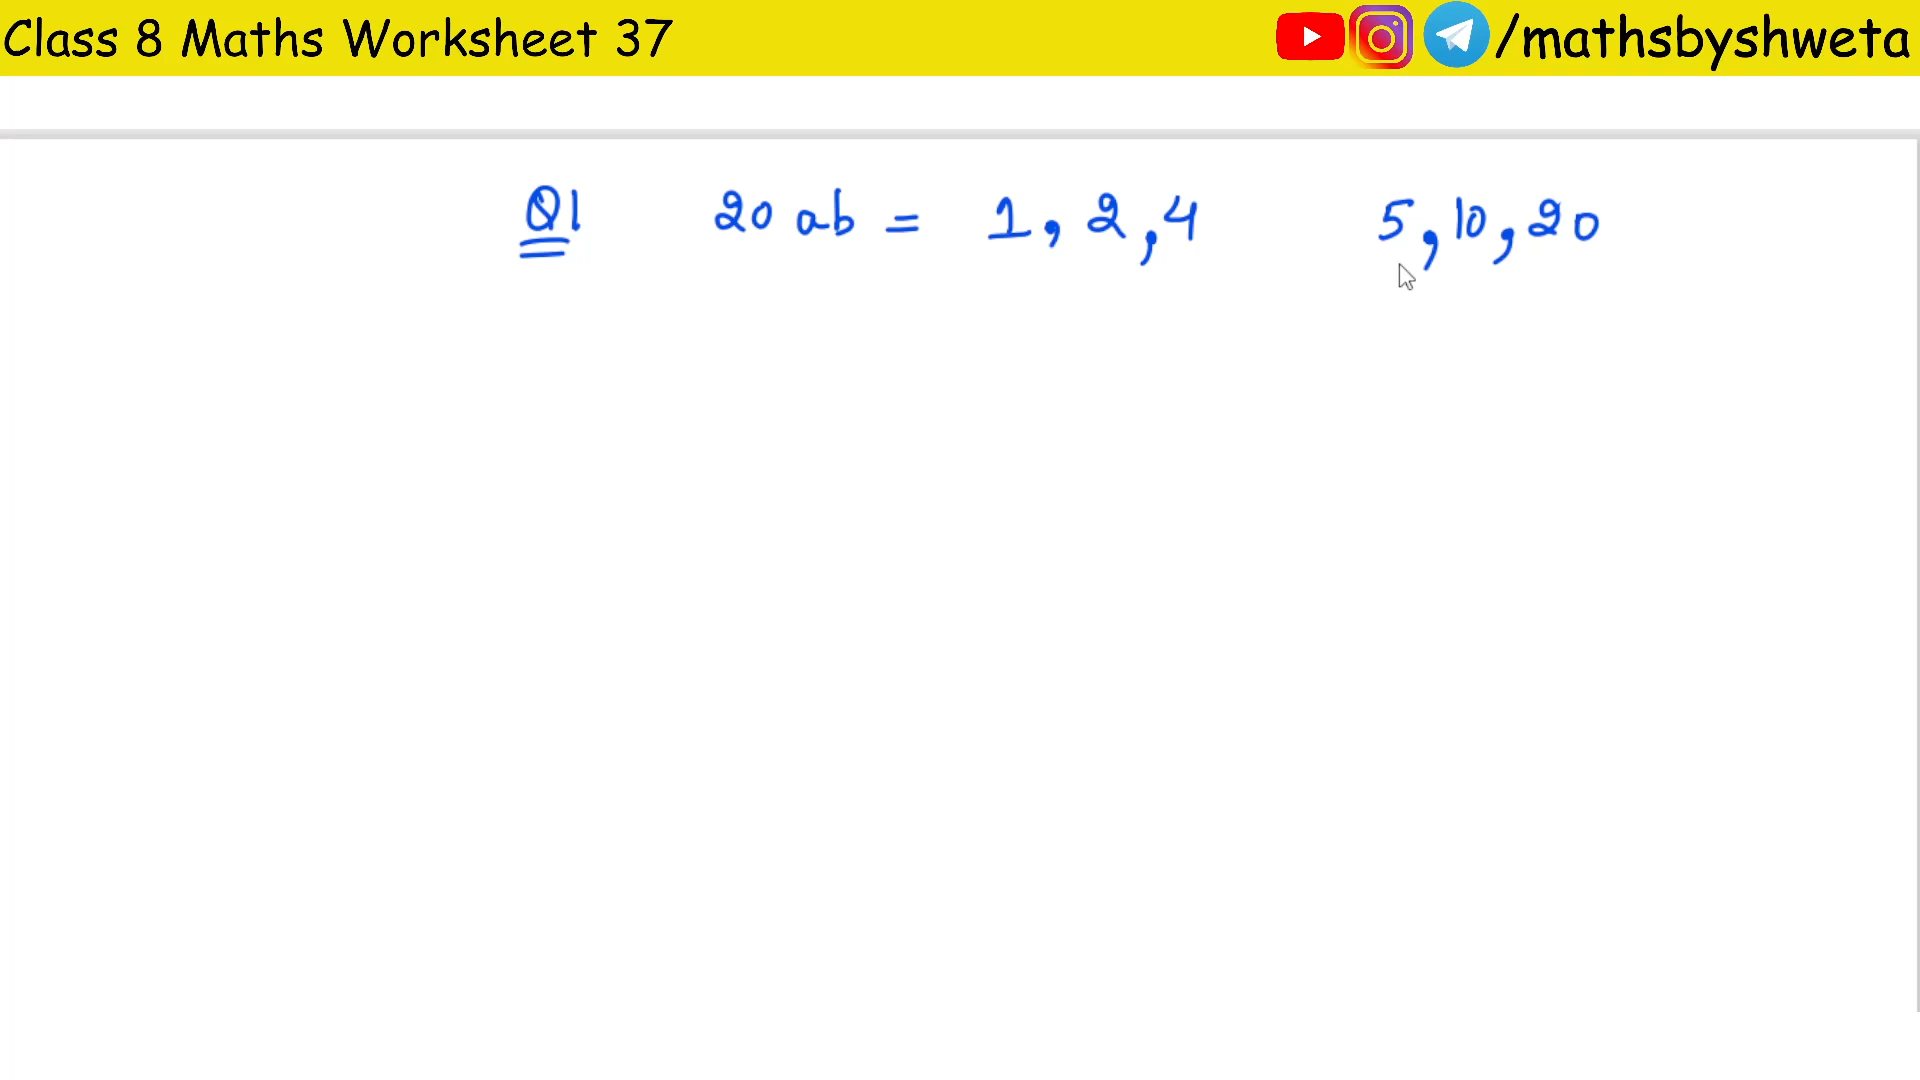 Class 8 Maths Worksheet 37 /mathsbyshweta
Q1 20 ab = 1, 2, 4 5, 10, 20